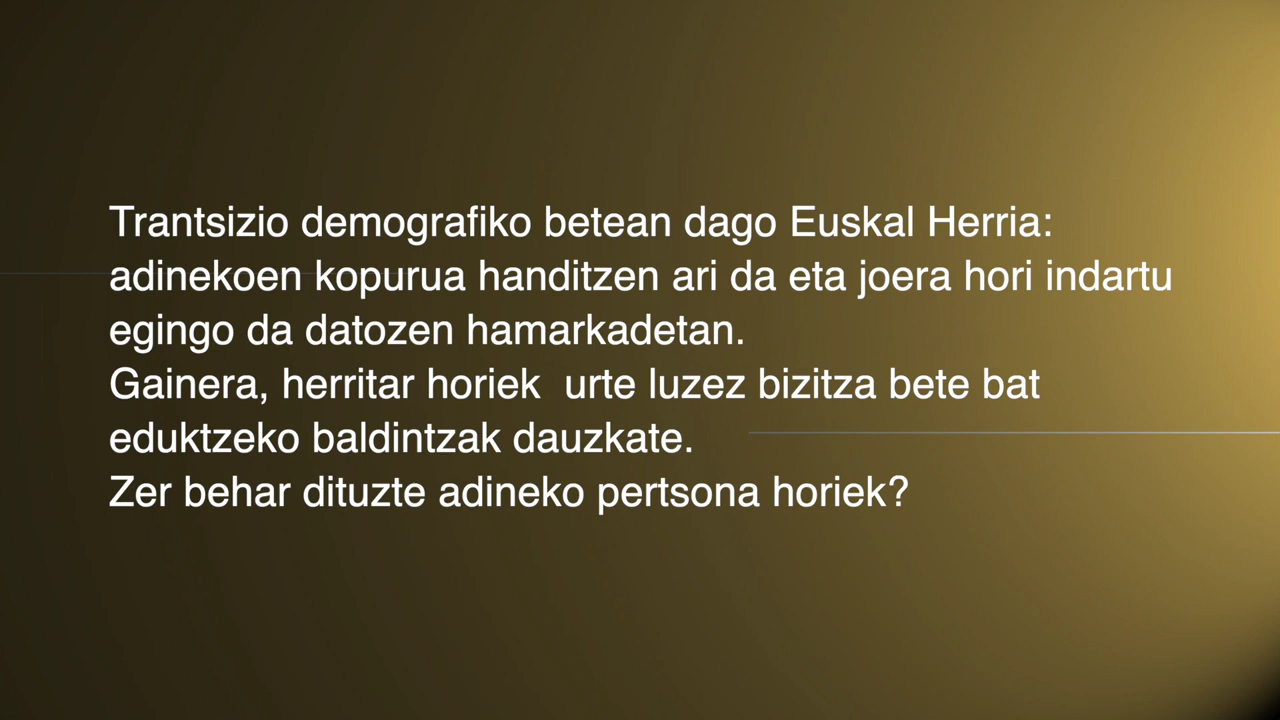 Trantsizio demografiko betean dago Euskal Herria:
adinekoen kopurua handitzen ari da eta joera hori indartu
egingo da datozen hamarkadetan.
Gainera, herritar horiek  urte luzez bizitza bete bat
eduktzeko baldintzak dauzkate.
Zer behar dituzte adineko pertsona horiek?